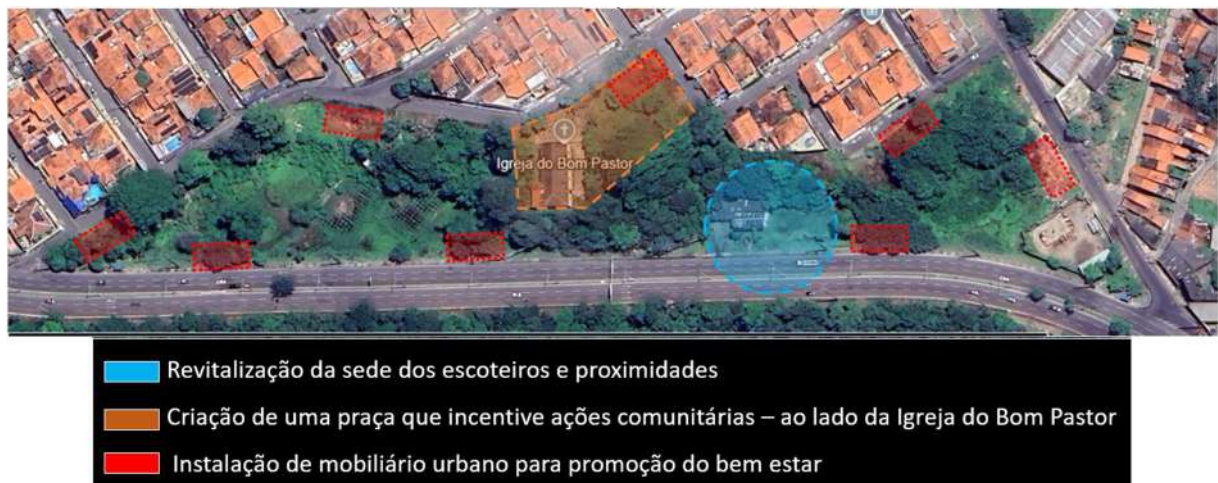 Igreja do Bom Pastor
Revitalização da sede dos escoteiros e proximidades
Criação de uma praça que incentive ações comunitárias – ao lado da Igreja do Bom Pastor
Instalação de mobiliário urbano para promoção do bem estar